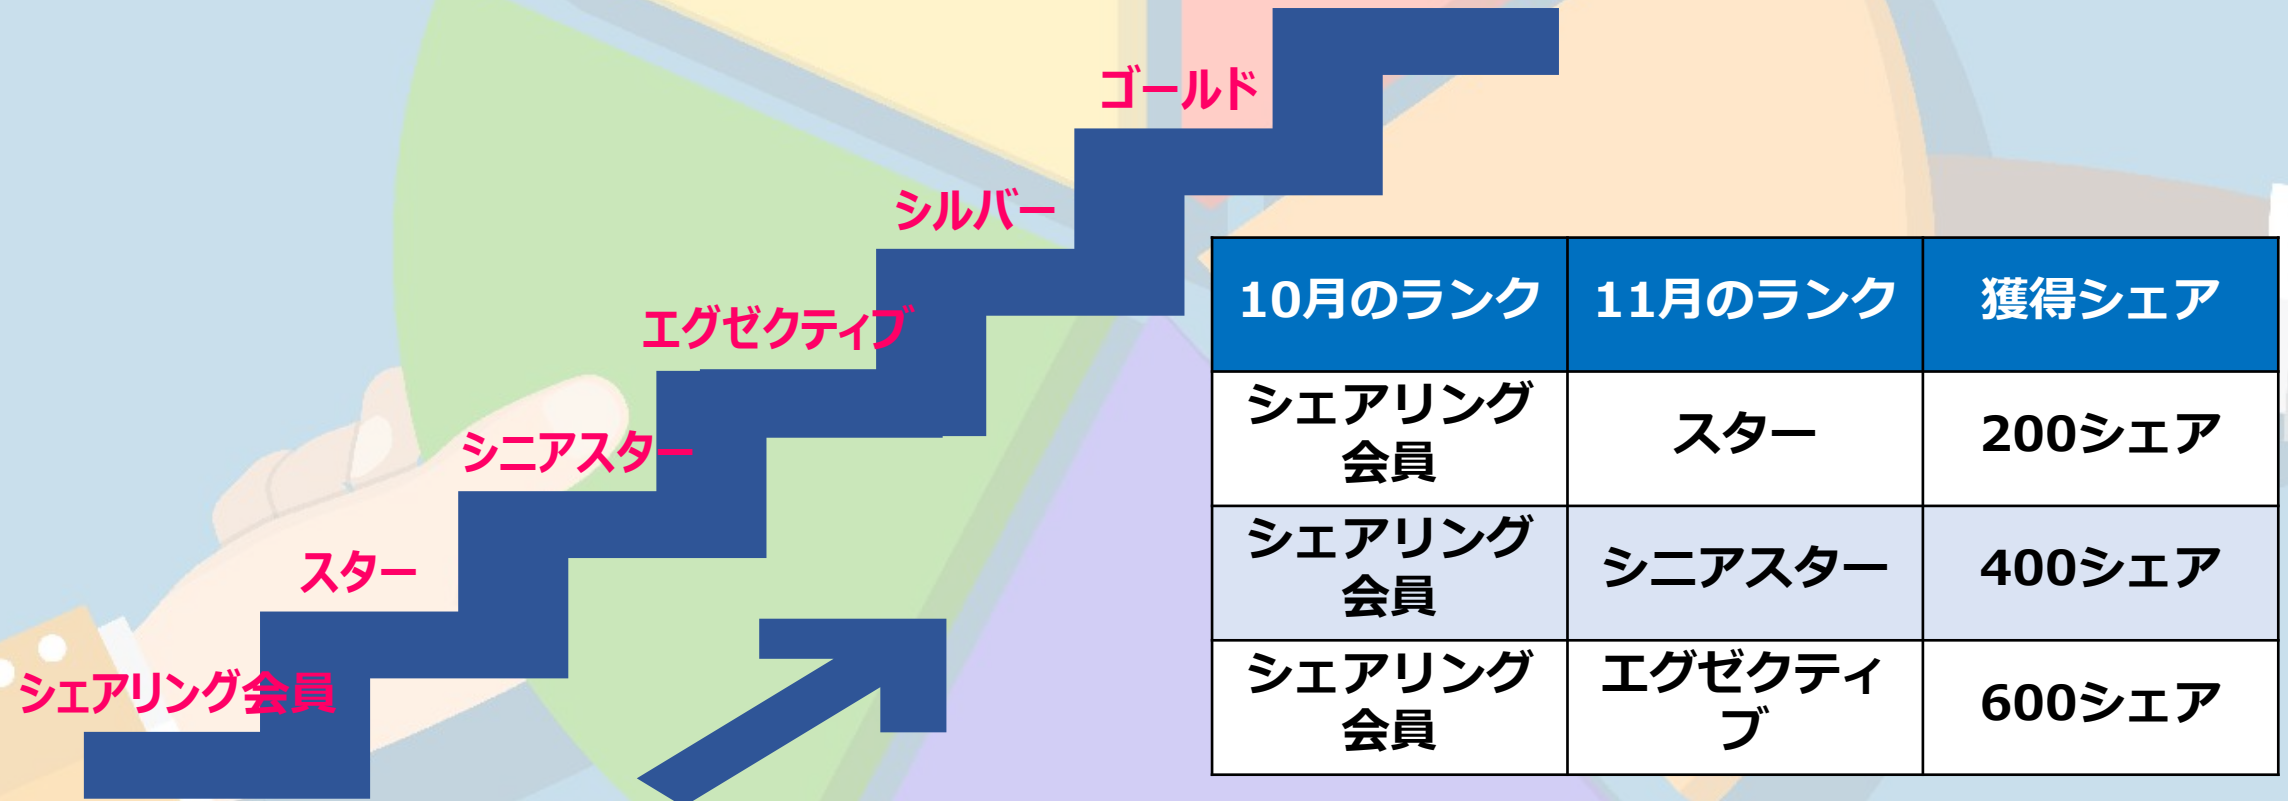 ゴールド
シルバー
エグゼクティブ
シニアスター
スター
シェアリング会員
10月のランク 11月のランク 獲得シェア
シェアリング
会員
スター
200シェア
シェアリング
会員
シニアスター
400シェア
シェアリング
会員
エグゼクティ
ブ
600シェア